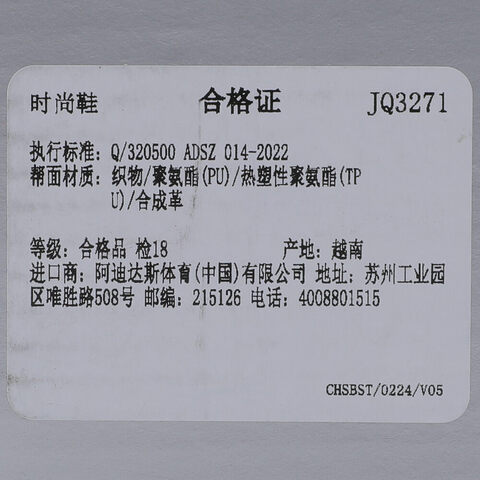 时尚鞋 合格证 JQ3271
执行标准: Q/320500 ADSZ 014-2022
帮面材质: 织物/聚氨酯(PU)/热塑性聚氨酯(TP
U)/合成革
等级: 合格品 检18 产地: 越南
进口商: 阿迪达斯体育(中国)有限公司 地址: 苏州工业园
区唯胜路508号 邮编: 215126 电话: 4008801515
CHSBST/0224/V05